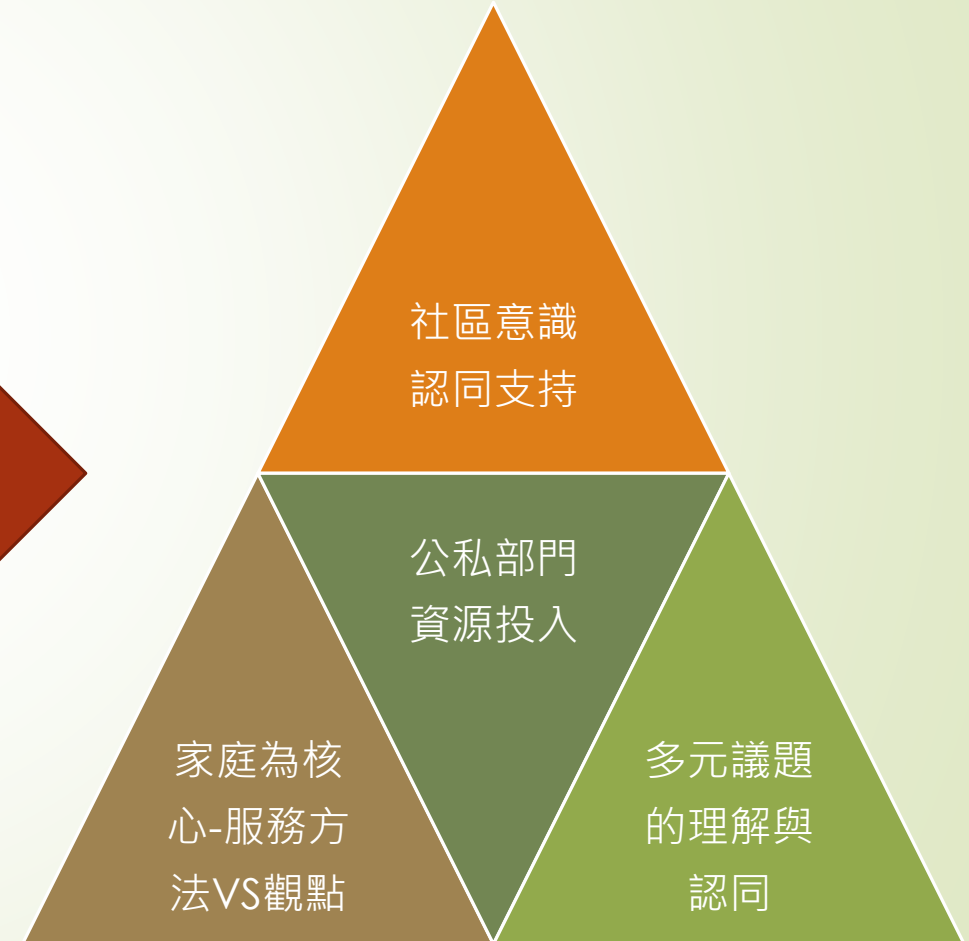 社區意識
認同支持
公私部門
資源投入
家庭為核
心-服務方
法VS觀點
多元議題
的理解與
認同